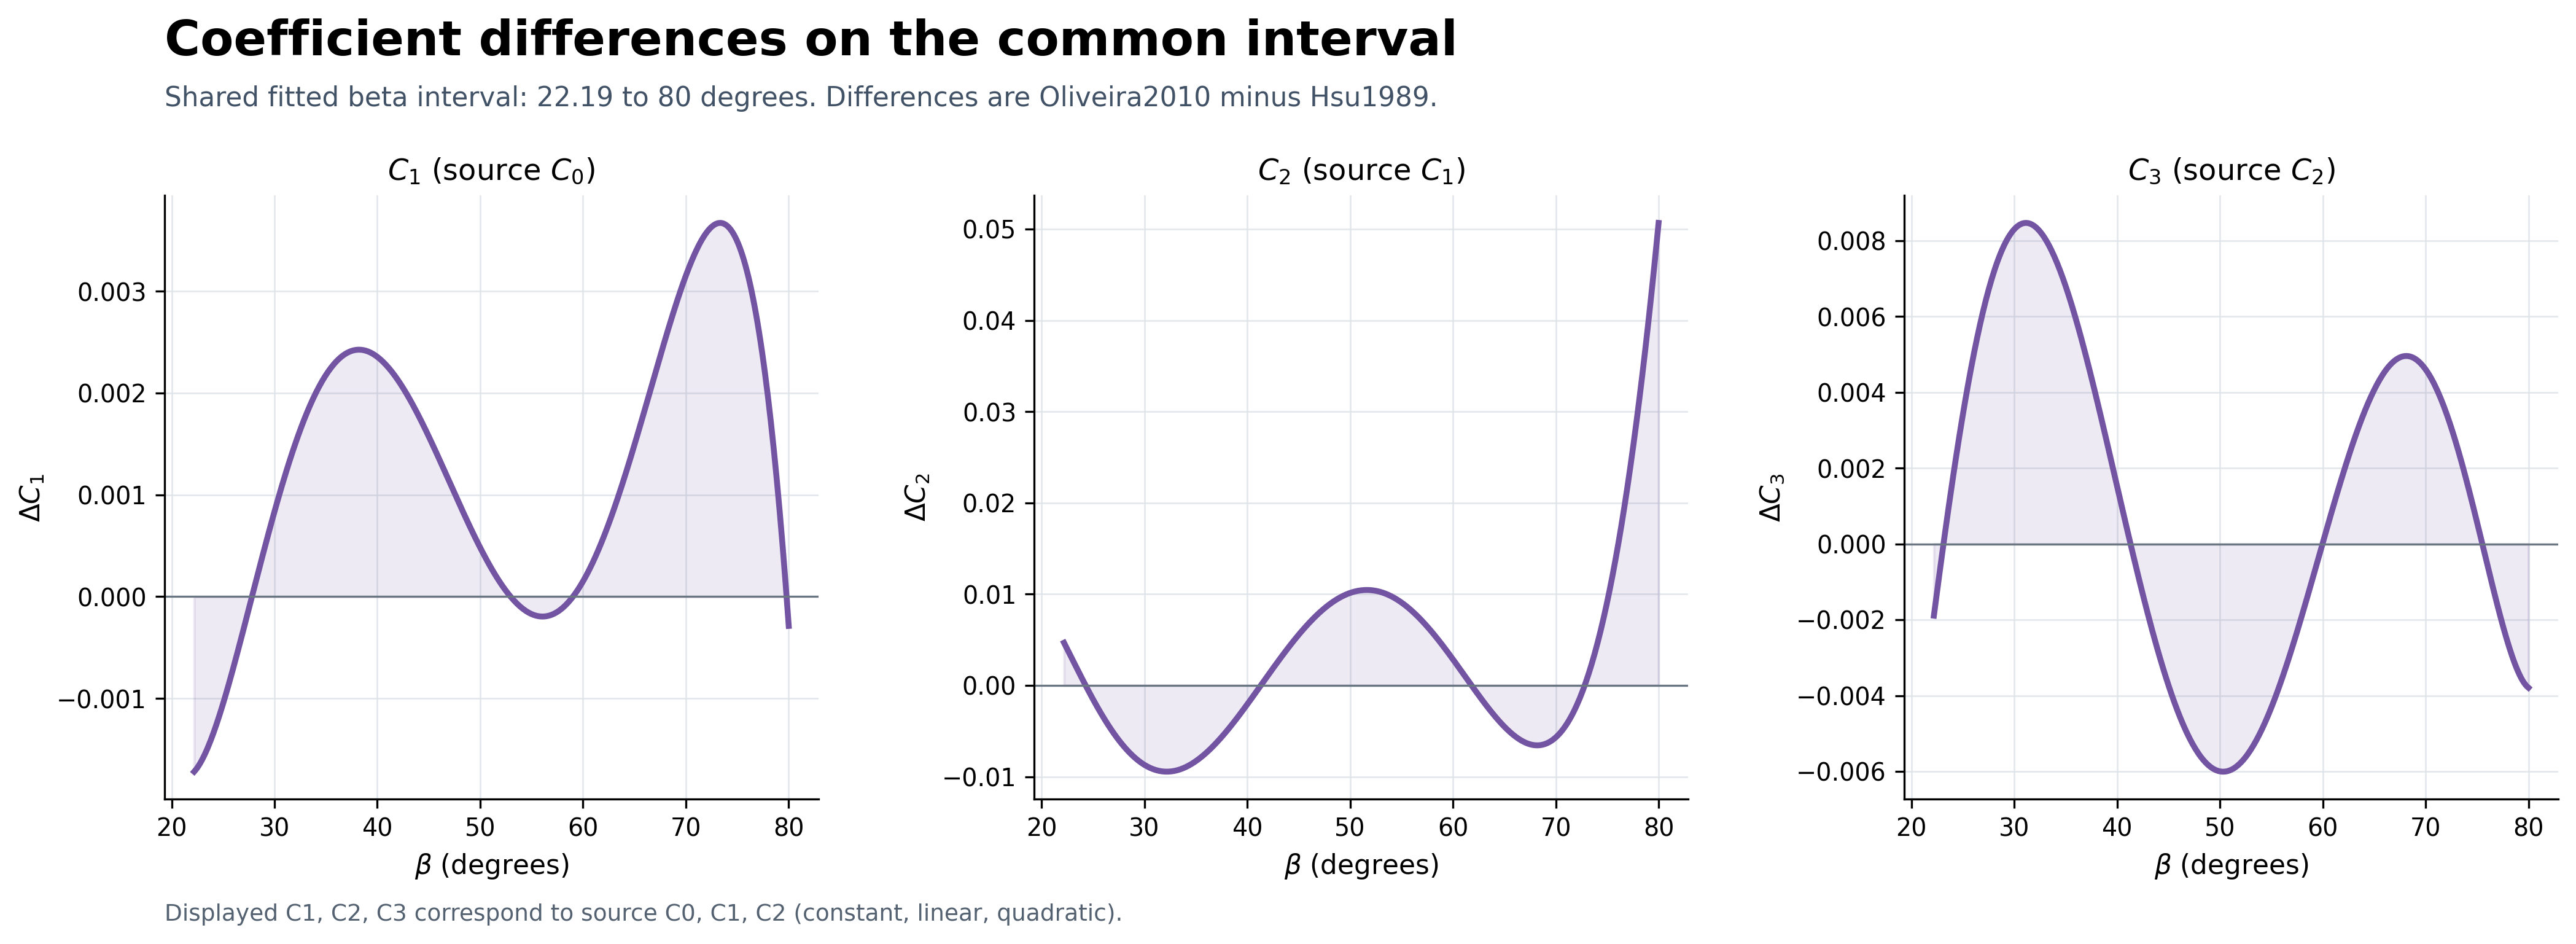 Coefficient differences on the common interval
Shared fitted beta interval: 22.19 to 80 degrees. Differences are Oliveira2010 minus Hsu1989.
C₁ (source C₀)
ΔC₁
0.003
0.002
0.001
0.000
−0.001
20 30 40 50 60 70 80
β (degrees)
C₂ (source C₁)
ΔC₂
0.05
0.04
0.03
0.02
0.01
0.00
−0.01
20 30 40 50 60 70 80
β (degrees)
C₃ (source C₂)
ΔC₃
0.008
0.006
0.004
0.002
0.000
−0.002
−0.004
−0.006
20 30 40 50 60 70 80
β (degrees)
Displayed C1, C2, C3 correspond to source C0, C1, C2 (constant, linear, quadratic).